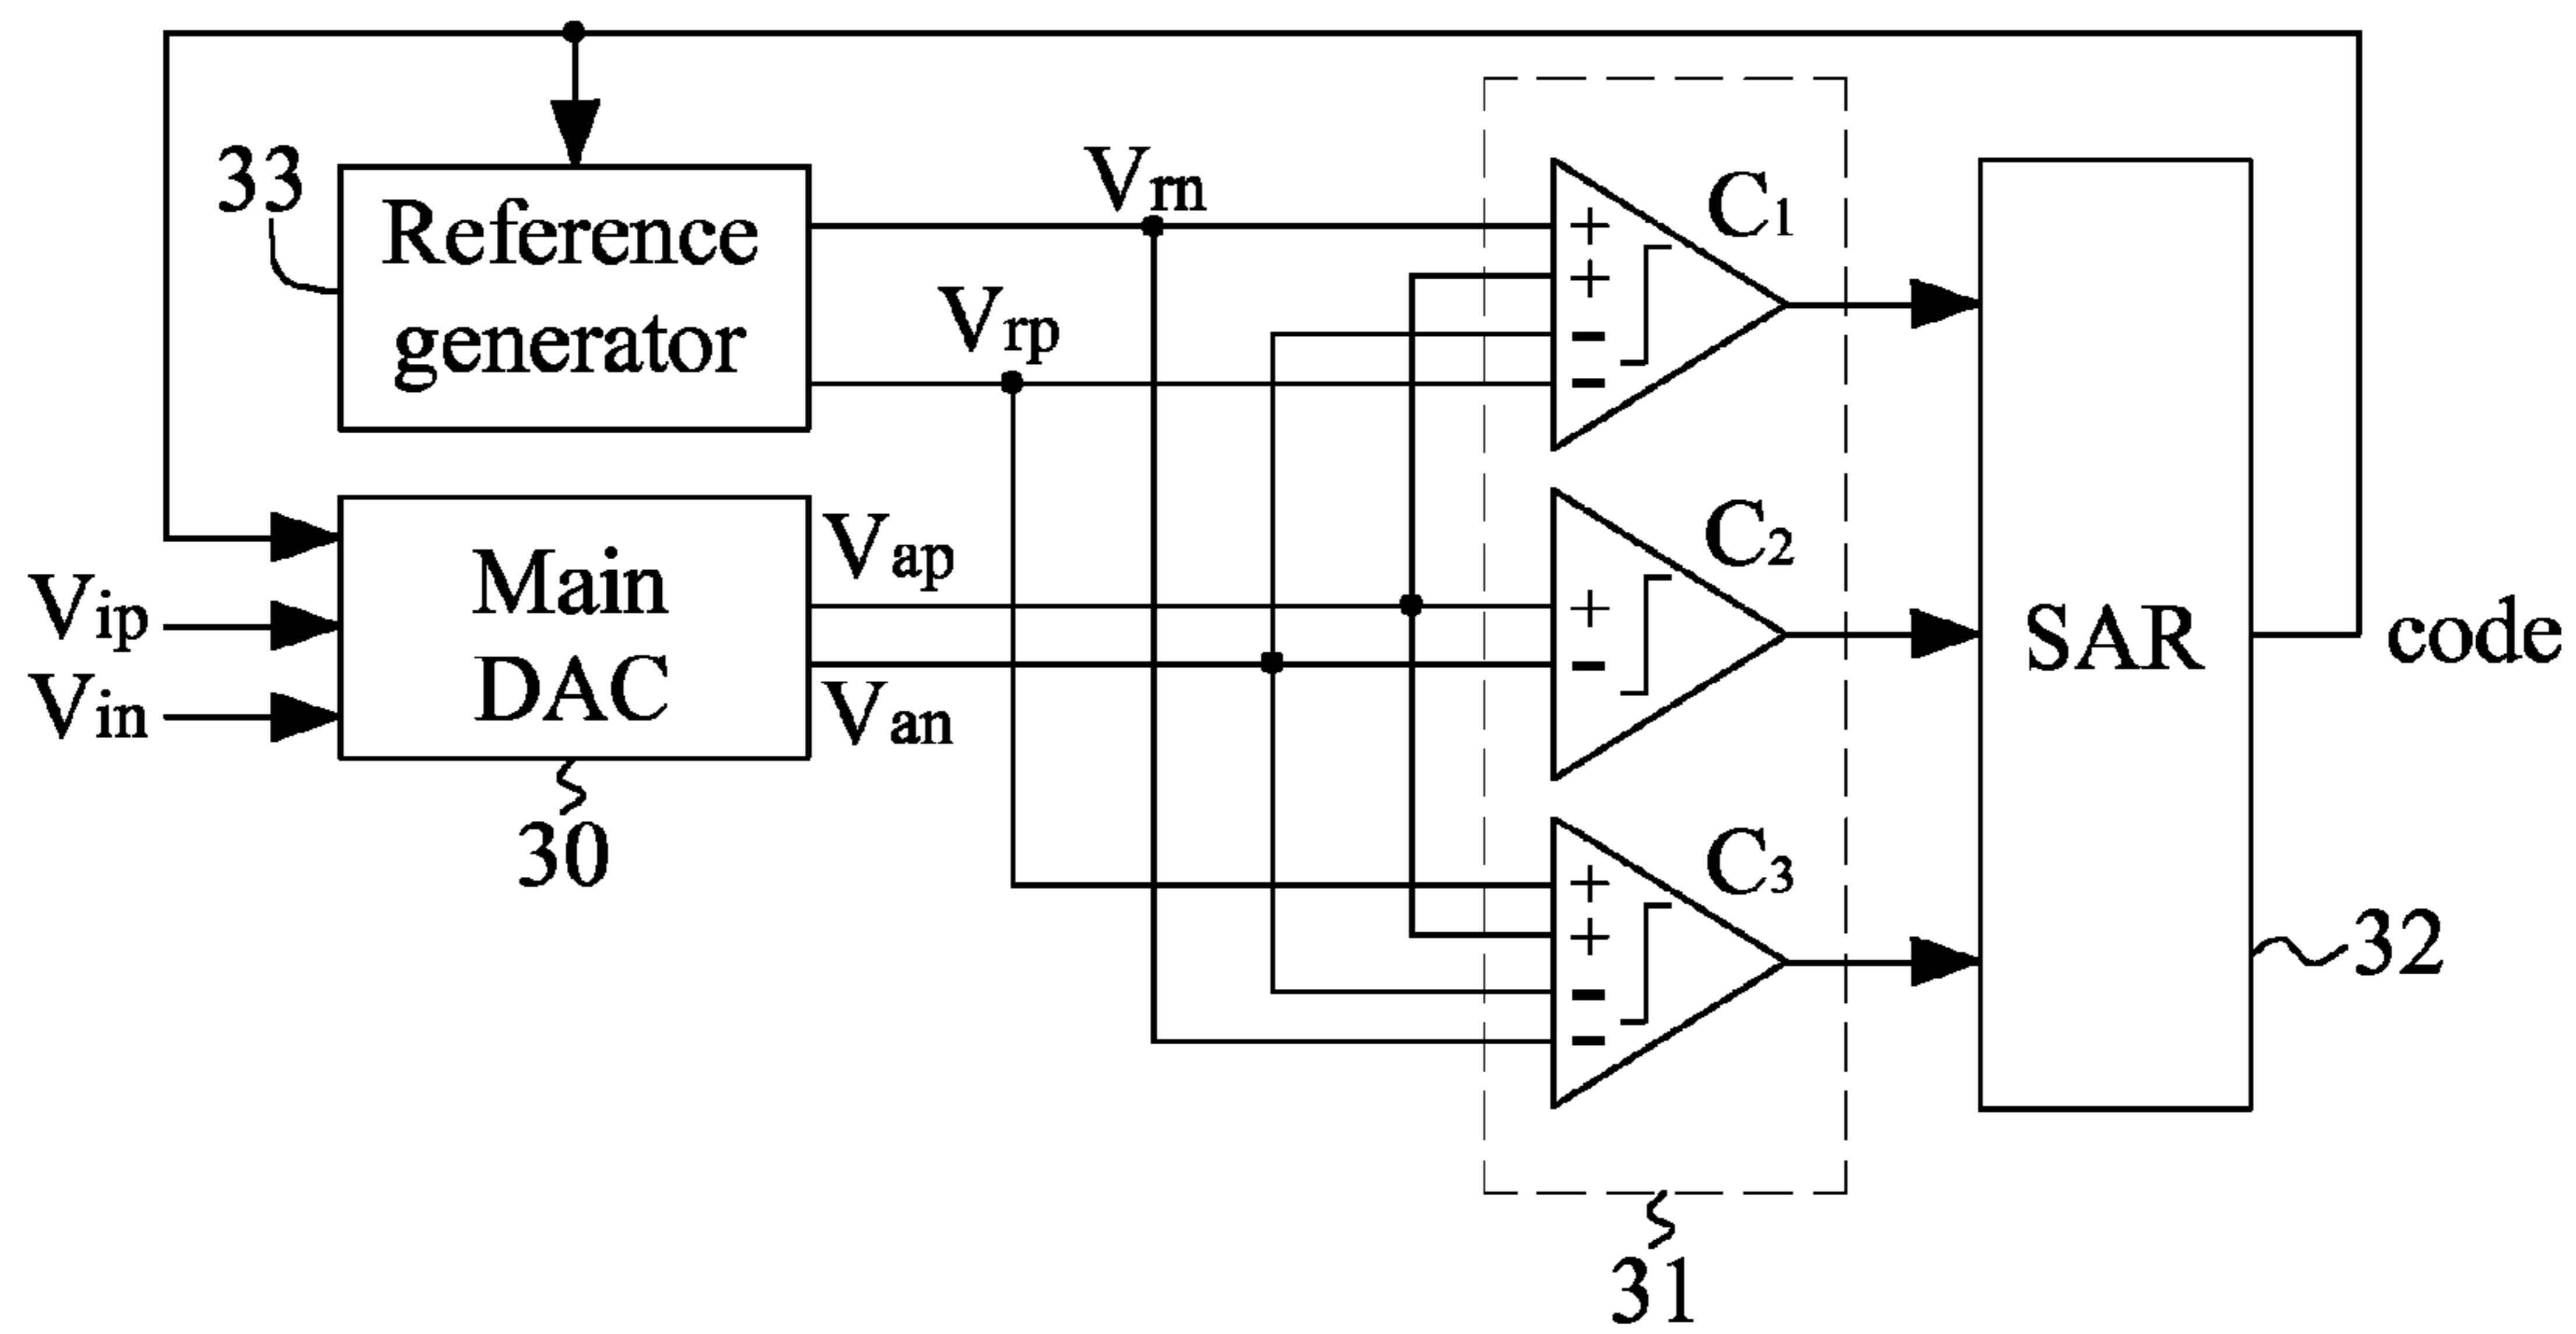 33
Reference
generator
Vrn
Vrp
C1
+
+
-
-
Main
DAC
Vip
Vin
Vap
Van
30
C2
+
-
C3
+
+
-
-
31
SAR
32
code